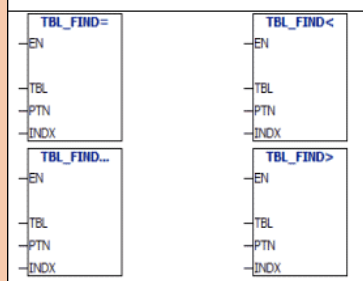 TBL_FIND=
EN
TBL
PTN
INDX
TBL_FIND<
EN
TBL
PTN
INDX
TBL_FIND...
EN
TBL
PTN
INDX
TBL_FIND>
EN
TBL
PTN
INDX